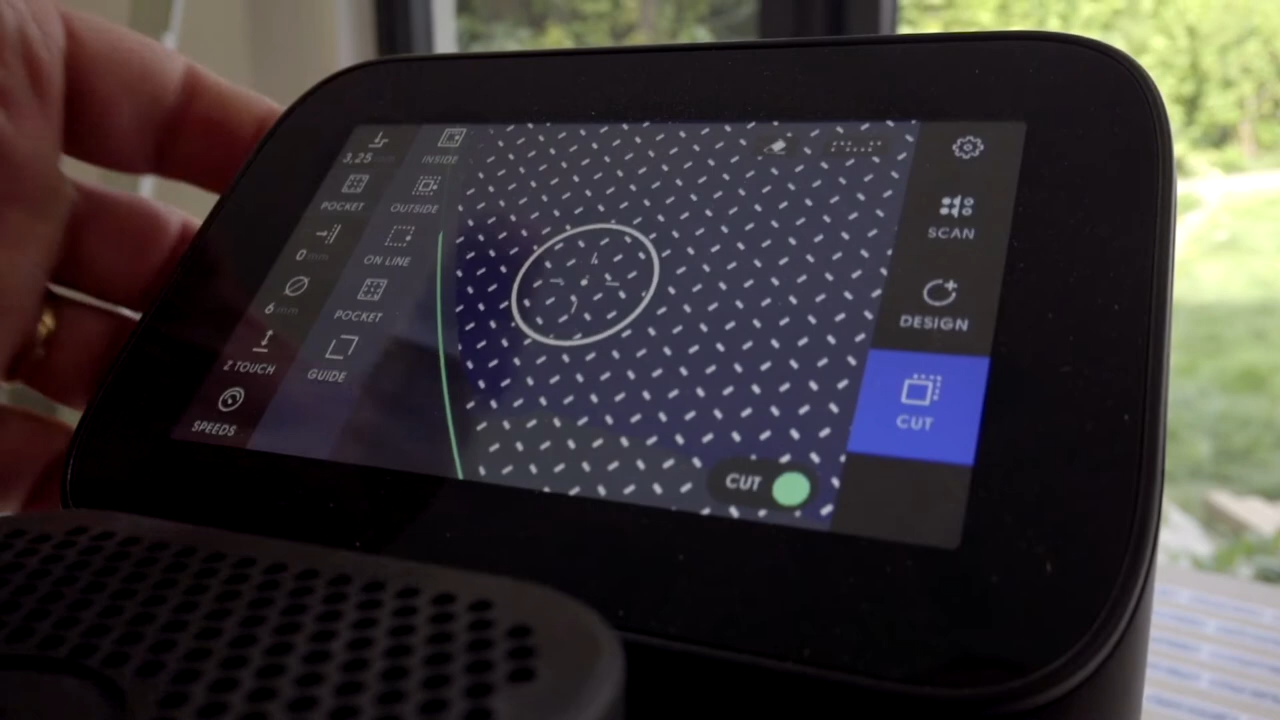 3,25 mm
POCKET
0 mm
6 mm
Z TOUCH
SPEEDS
INSIDE
OUTSIDE
ON LINE
POCKET
GUIDE
CUT
SCAN
DESIGN
CUT